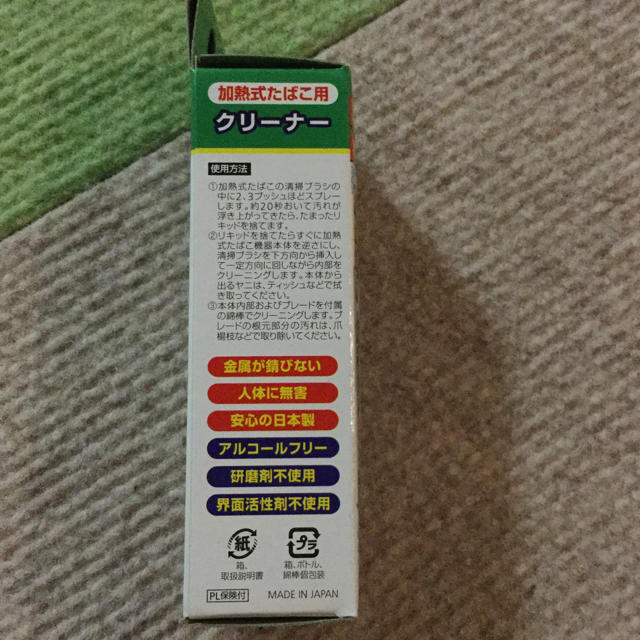 加熱式たばこ用
クリーナー
使用方法
①加熱式たばこの清掃ブラシの
中に2、3プッシュほどスプレー
します。約20秒おいて汚れが
浮き上がってきたら、たまったリ
キッドを捨てます。
②リキッドを捨てたらすぐに加熱
式たばこ機器本体を逆さにし、
清掃ブラシを下方向から挿入し
て一定方向に回しながら内部を
クリーニングします。本体から
出るヤニは、ティッシュなどで拭
き取ってください。
③本体内部およびブレードを付属
の綿棒でクリーニングします。ブ
レードの根元部分の汚れは、爪
楊枝などで取り除いてください。
金属が錆びない
人体に無害
安心の日本製
アルコールフリー
研磨剤不使用
界面活性剤不使用
紙
箱、
取扱説明書
プラ
箱、ボトル、
綿棒個包装
PL保険付
MADE IN JAPAN